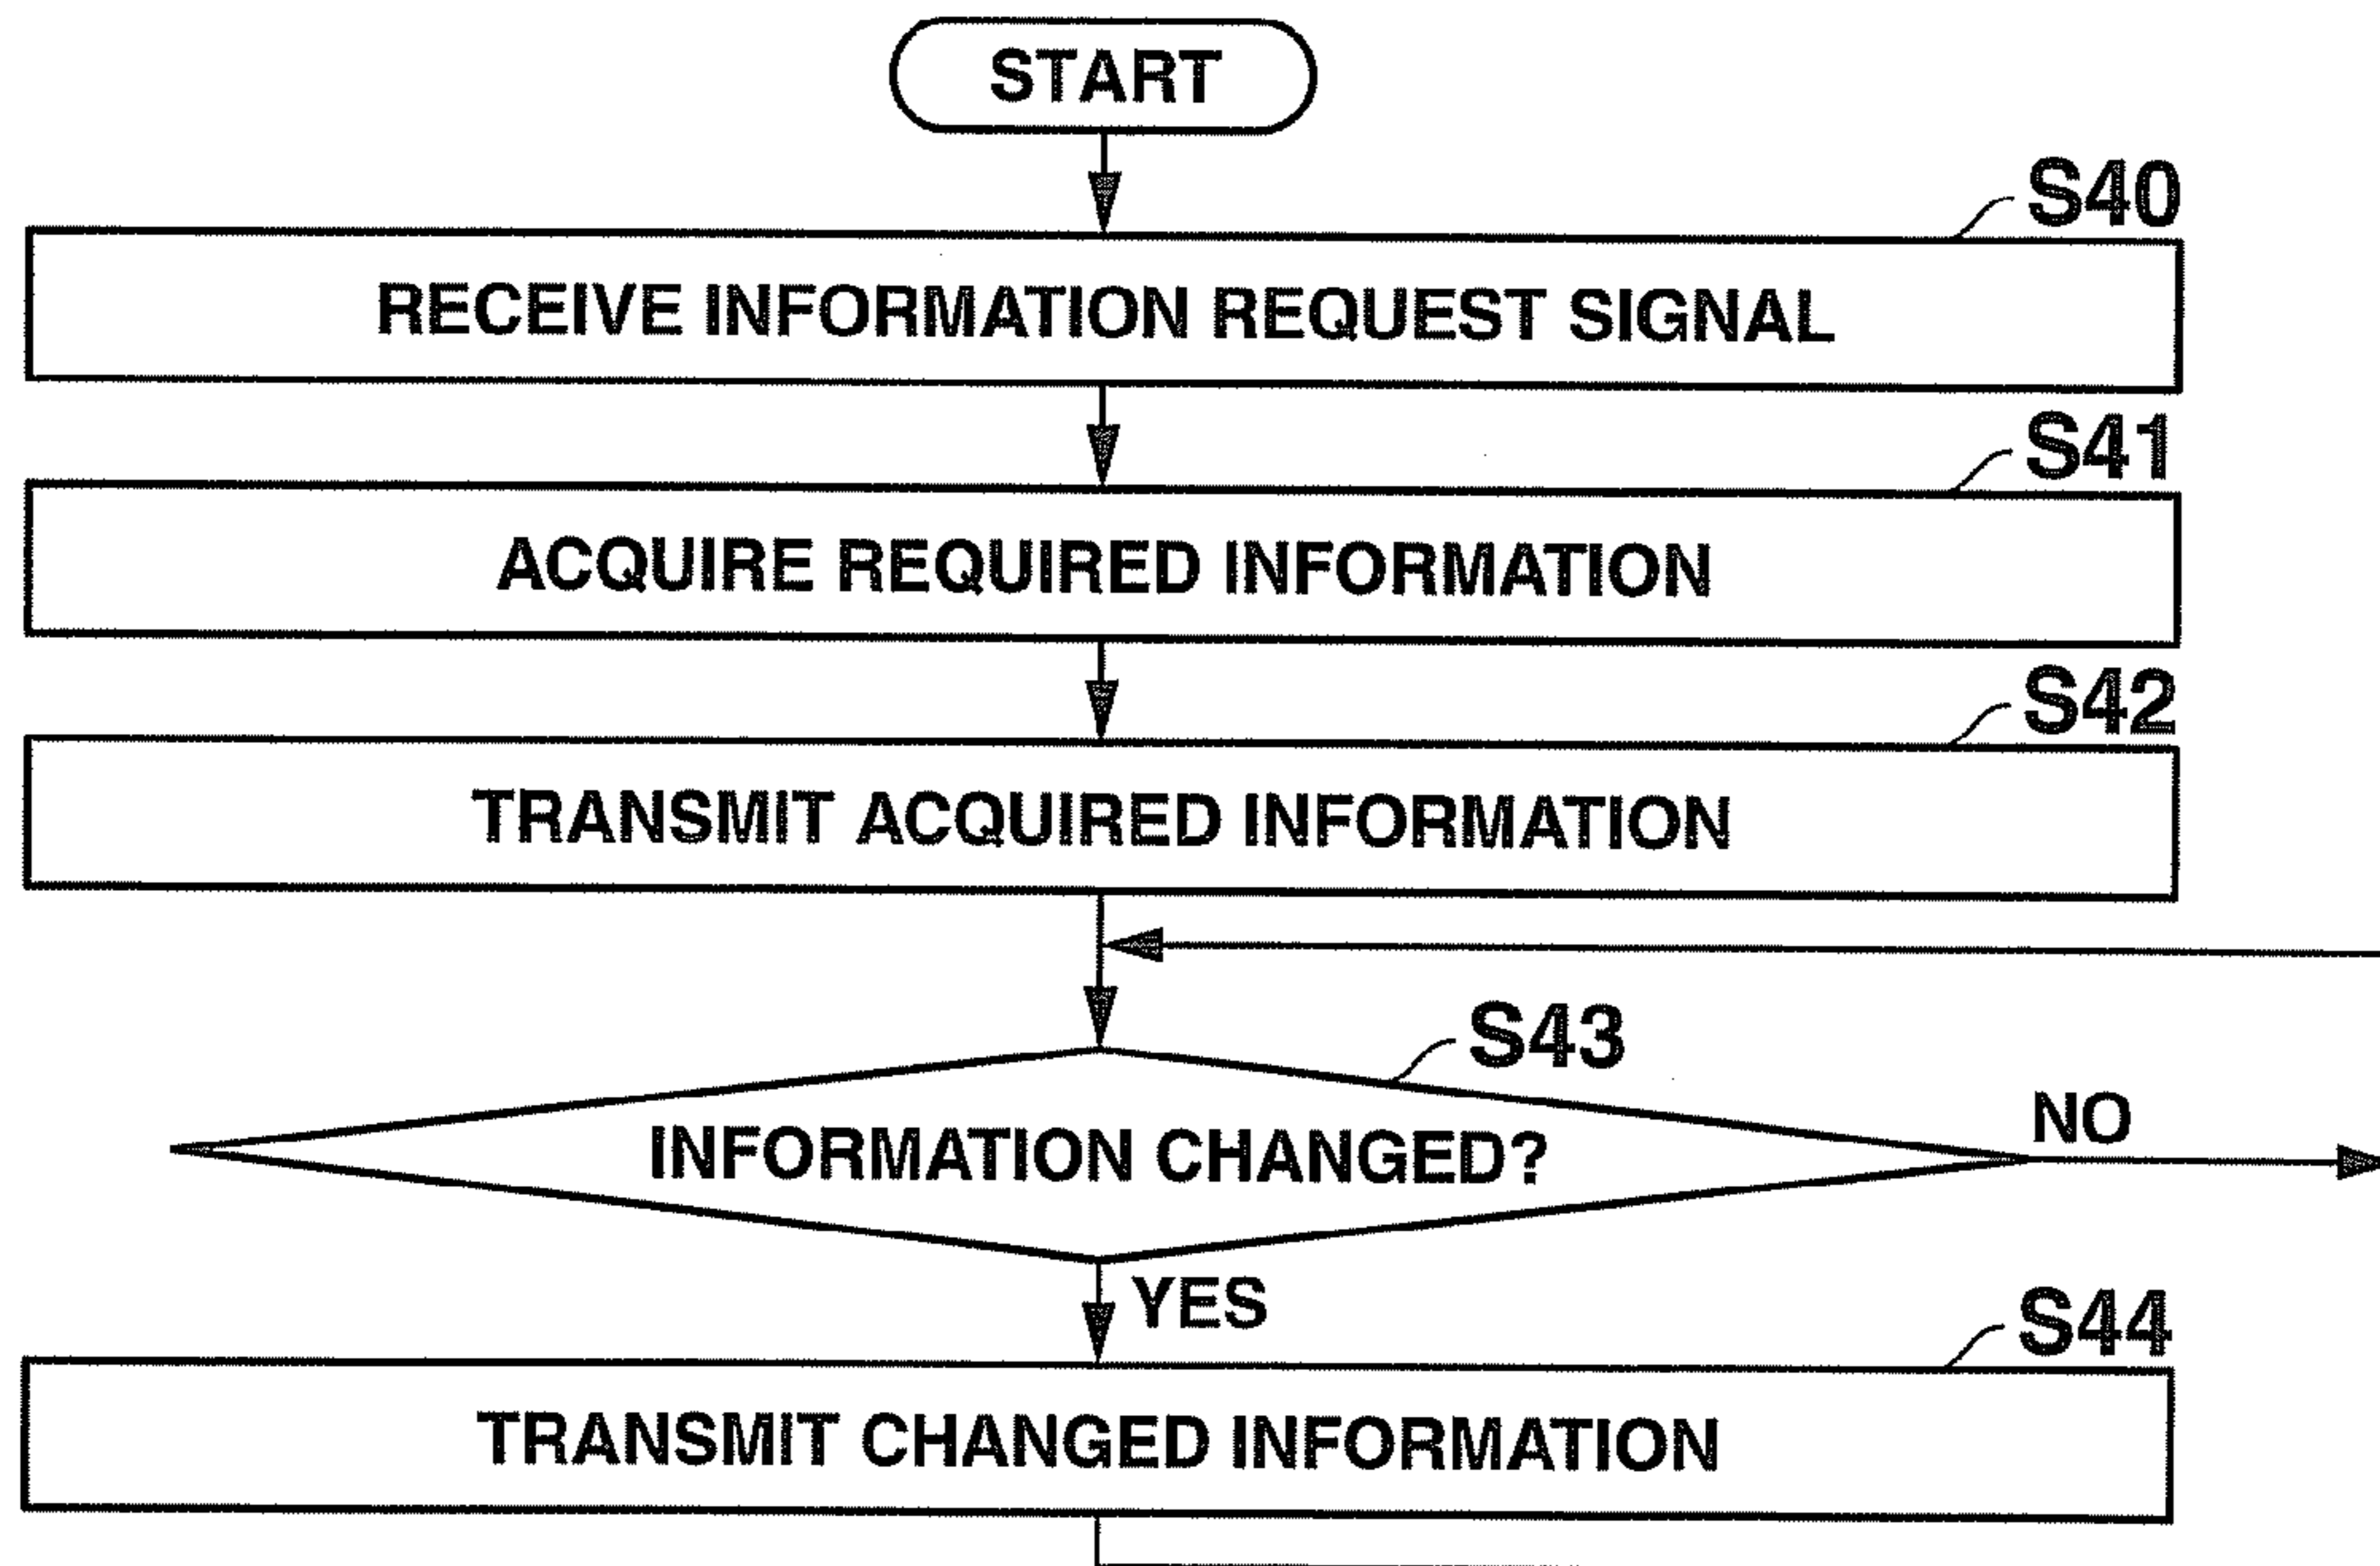 START
S40
RECEIVE INFORMATION REQUEST SIGNAL
S41
ACQUIRE REQUIRED INFORMATION
S42
TRANSMIT ACQUIRED INFORMATION
S43
INFORMATION CHANGED?
NO
YES
S44
TRANSMIT CHANGED INFORMATION